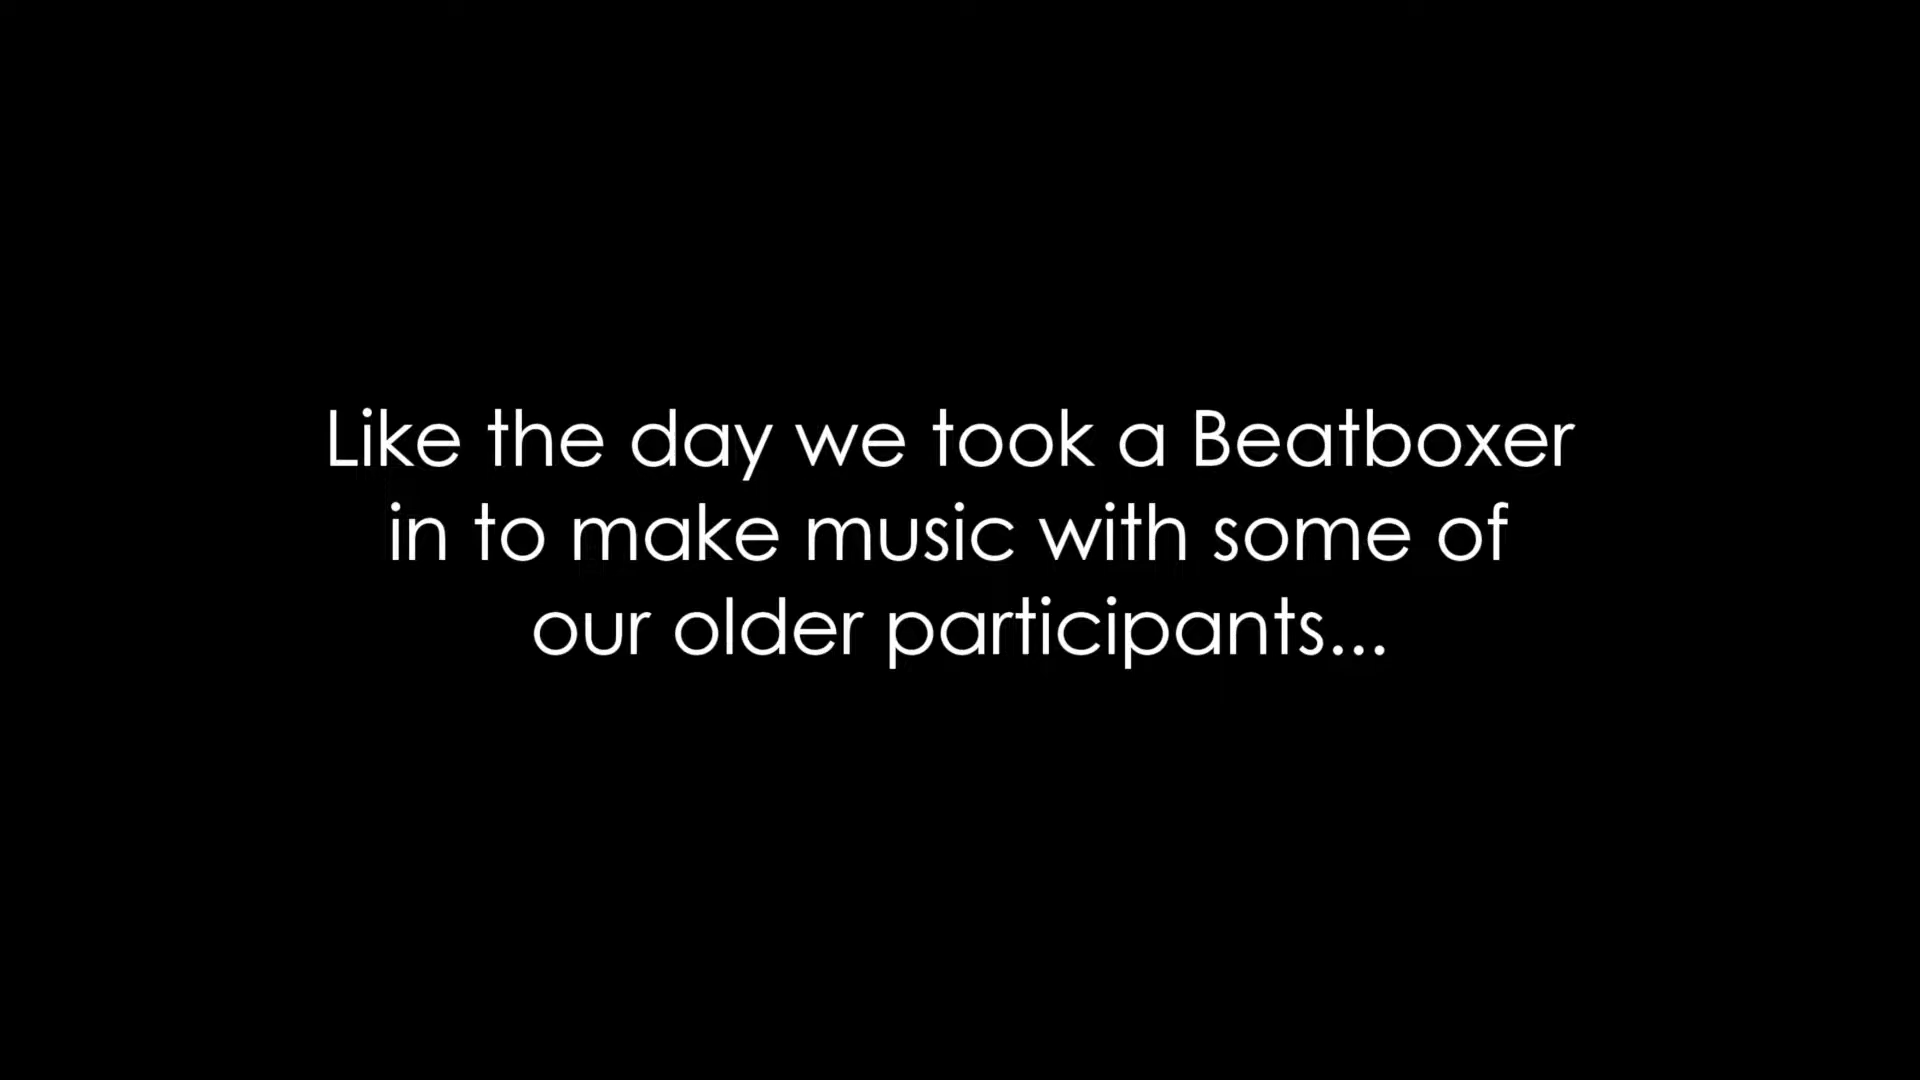 Like the day we took a Beatboxer
in to make music with some of
our older participants...